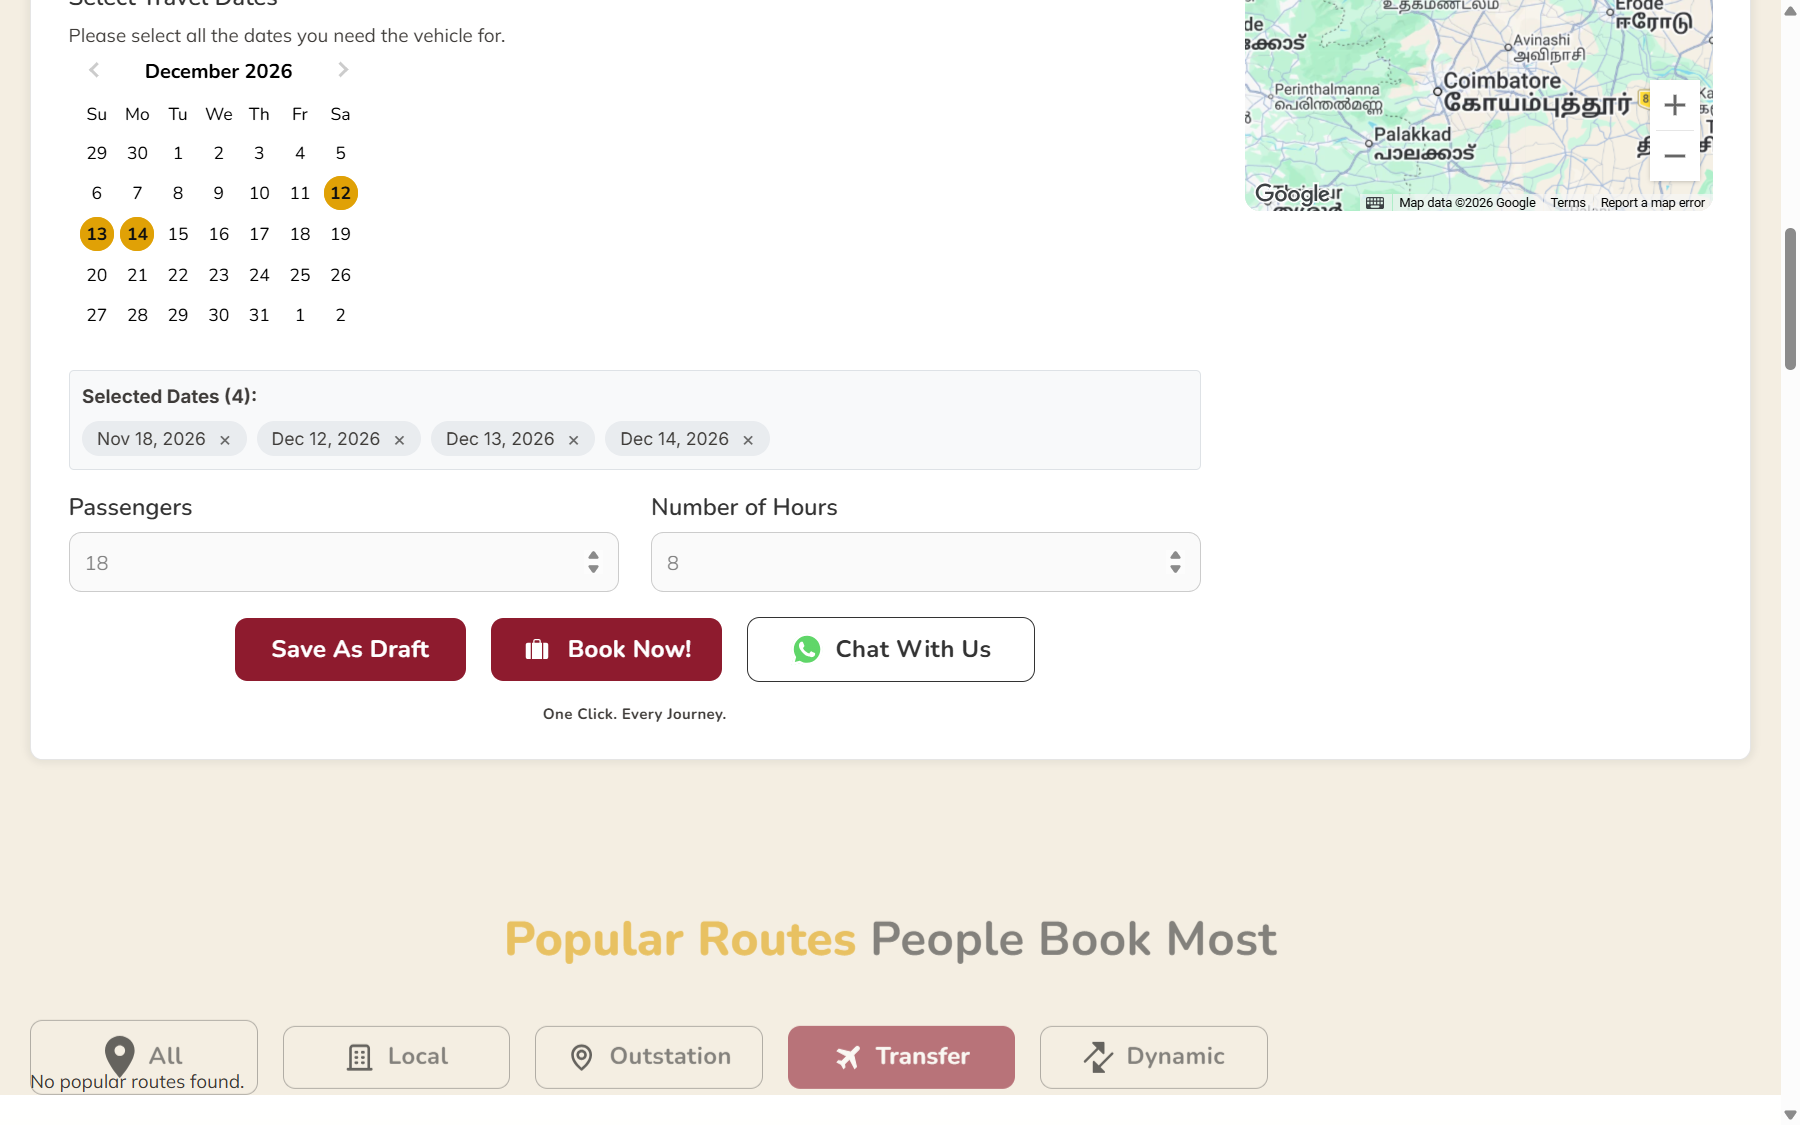 Select Travel Dates
Please select all the dates you need the vehicle for.
December 2026
Su Mo Tu We Th Fr Sa
29 30 1 2 3 4 5
6 7 8 9 10 11 12
13 14 15 16 17 18 19
20 21 22 23 24 25 26
27 28 29 30 31 1 2
Selected Dates (4):
Nov 18, 2026 × Dec 12, 2026 × Dec 13, 2026 × Dec 14, 2026 ×
Passengers
18
Number of Hours
8
Save As Draft
Book Now!
Chat With Us
One Click. Every Journey.
Erode
ஈரோடு
Avinashi
அவிநாசி
Coimbatore
கோயம்புத்தூர்
Perinthalmanna
പെരിന്തൽമണ്ണ
Palakkad
പാലക്കാട്
Google
Map data ©2026 Google
Terms
Report a map error
Popular Routes People Book Most
All
Local
Outstation
Transfer
Dynamic
No popular routes found.